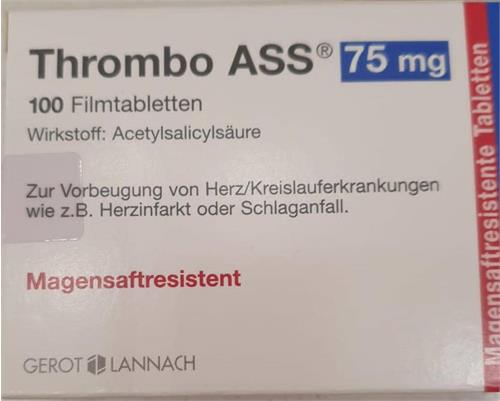 Thrombo ASS® 75 mg
100 Filmtabletten
Wirkstoff: Acetylsalicylsäure
Zur Vorbeugung von Herz/Kreislauferkrankungen
wie z.B. Herzinfarkt oder Schlaganfall.
Magensaftresistent
GEROT LANNACH
Magensaftresistente Tabletten